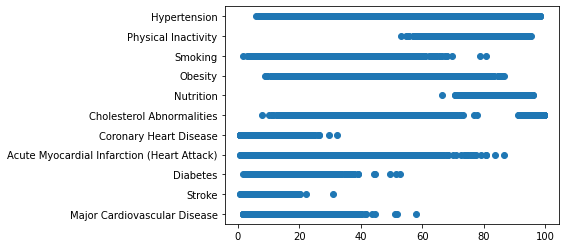 Hypertension
Physical Inactivity
Smoking
Obesity
Nutrition
Cholesterol Abnormalities
Coronary Heart Disease
Acute Myocardial Infarction (Heart Attack)
Diabetes
Stroke
Major Cardiovascular Disease
0 20 40 60 80 100